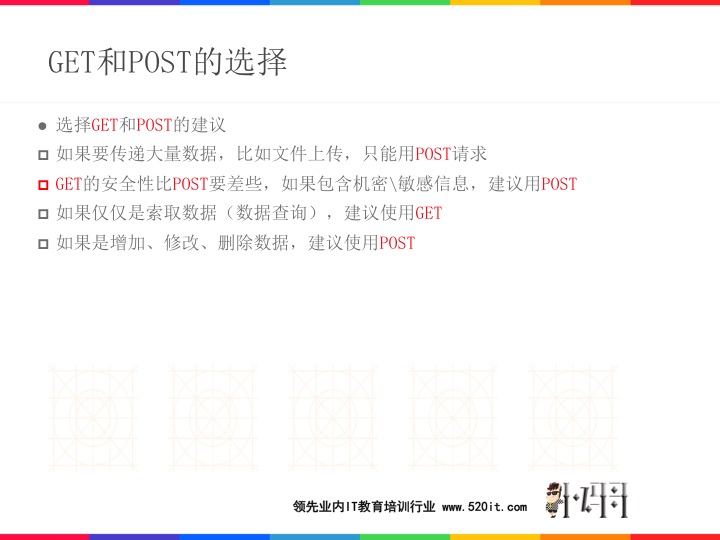 GET和POST的选择
选择GET和POST的建议
如果要传递大量数据，比如文件上传，只能用POST请求
GET的安全性比POST要差些，如果包含机密\敏感信息，建议用POST
如果仅仅是索取数据（数据查询），建议使用GET
如果是增加、修改、删除数据，建议使用POST
领先业内IT教育培训行业 www.520it.com
小码哥